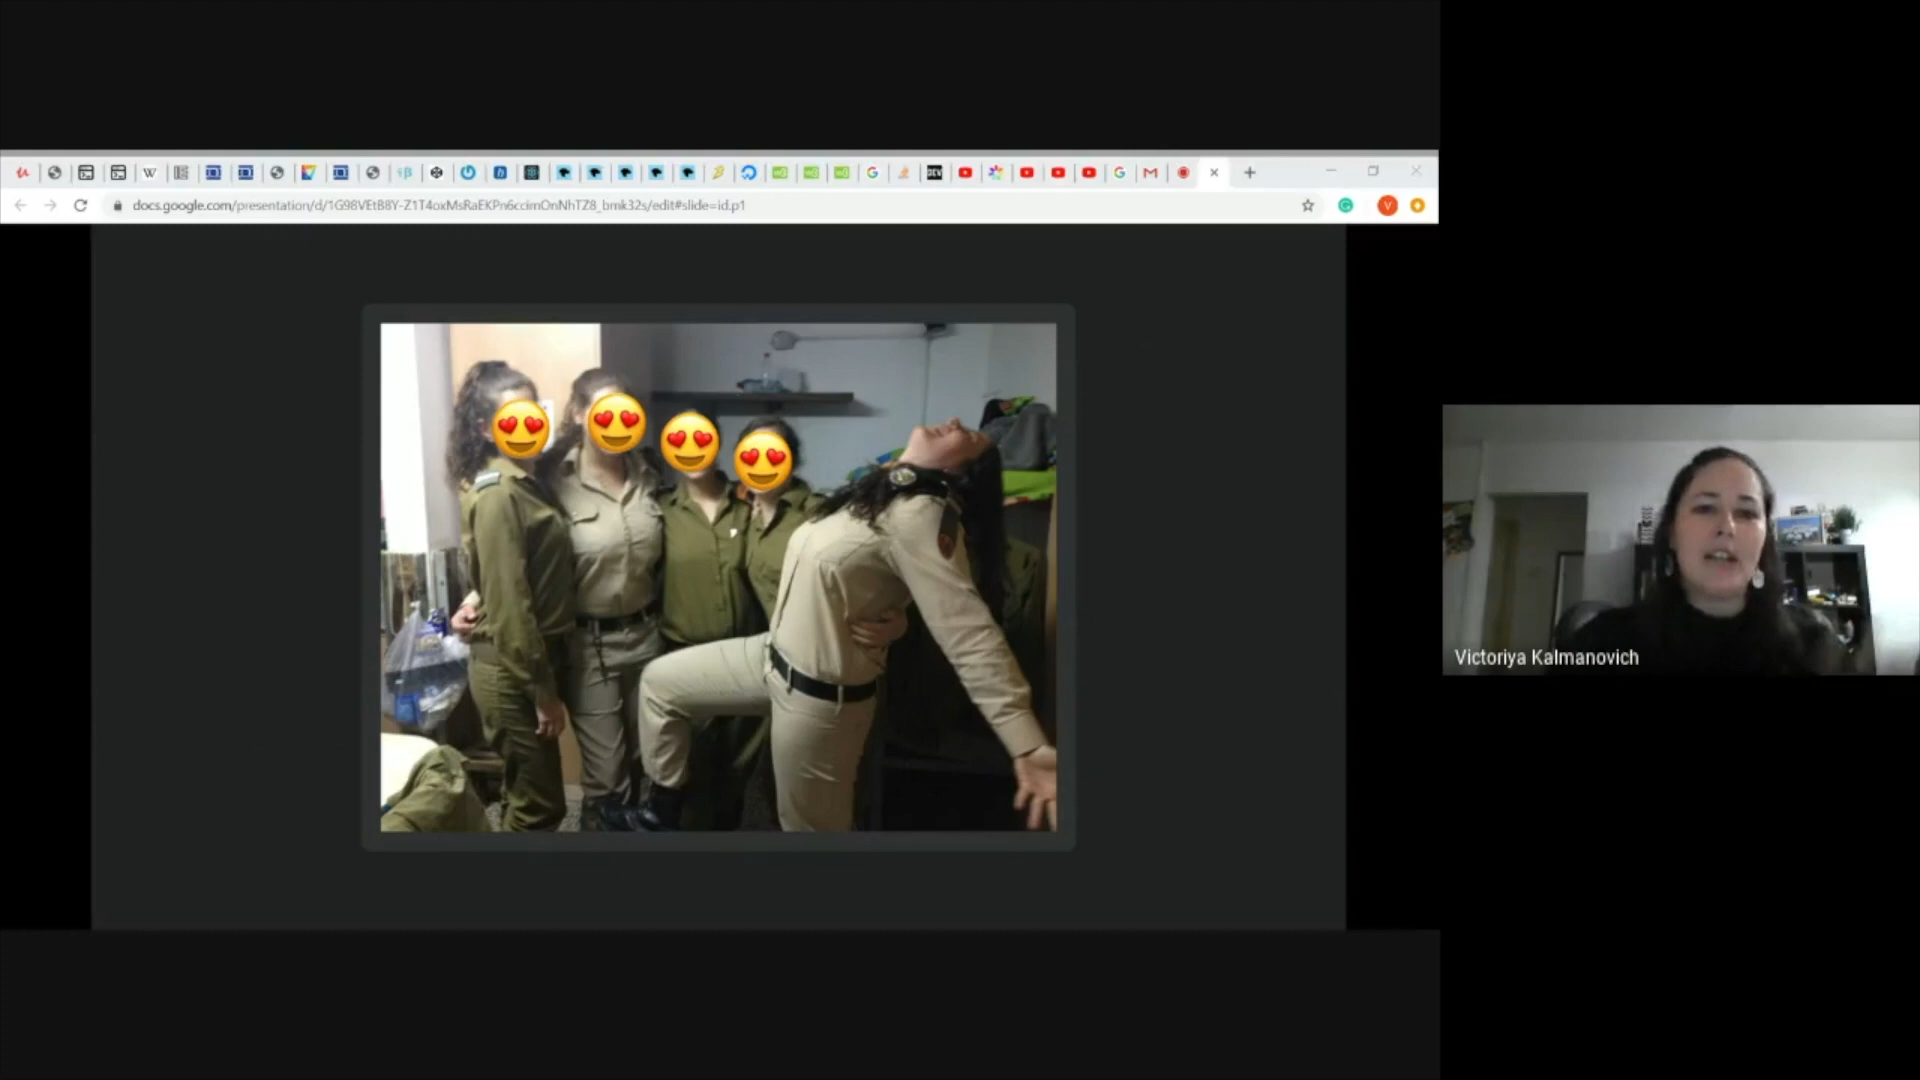 docs.google.com/presentation/d/1G98VEtB8Y-Z1T4oxMsRaEKPn6ccimOnNhTZ8_bmk32s/edit#slide=id.p1
V
Victoriya Kalmanovich